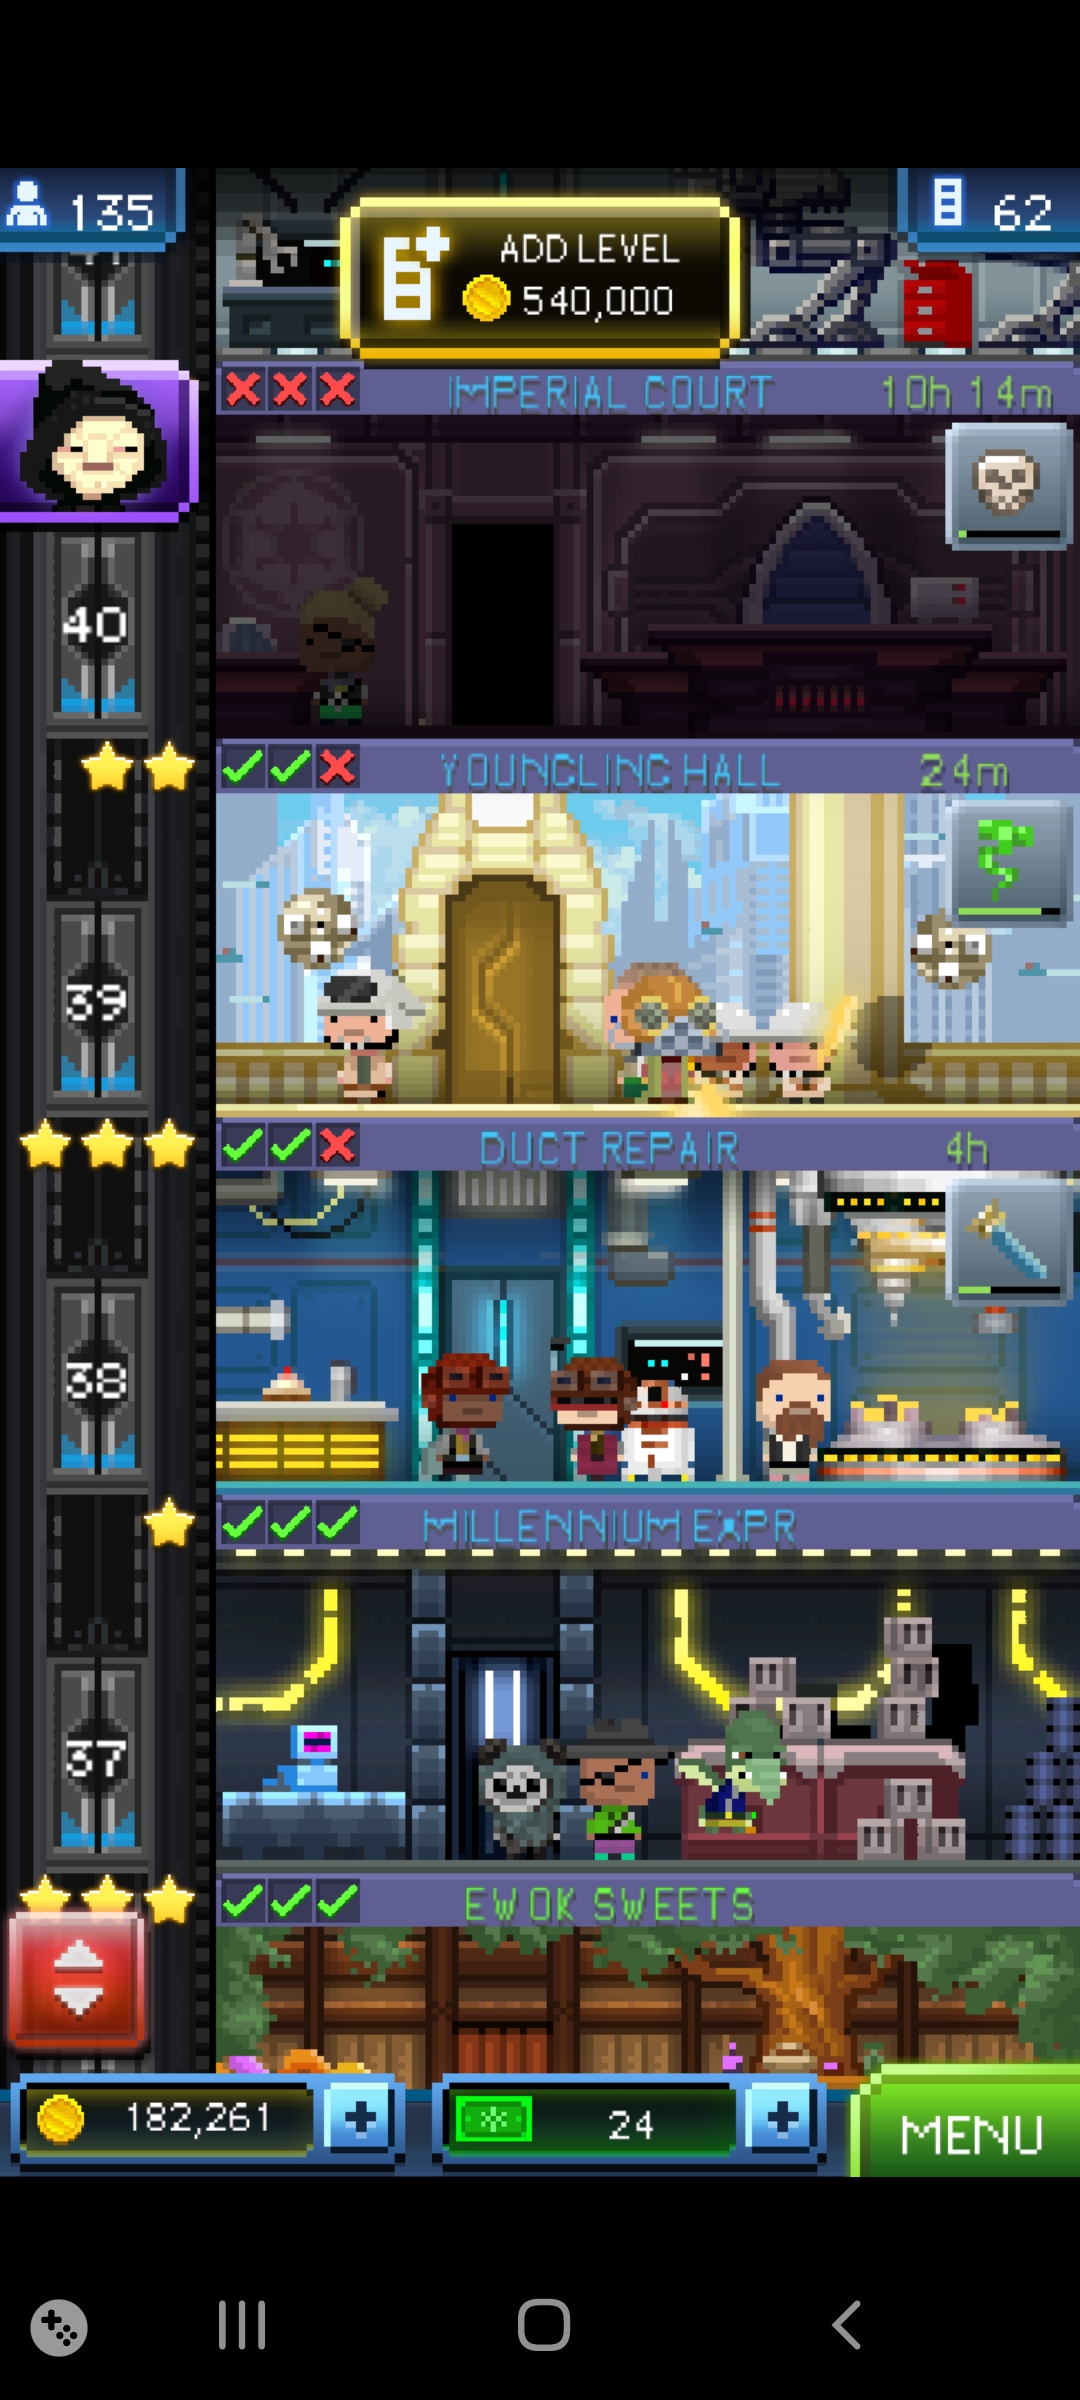 135
62
ADD LEVEL
540,000
IMPERIAL COURT 10h 14m
40
YOUNGLING HALL 24m
39
DUCT REPAIR 4h
38
MILLENNIUM EXPR
37
EWOK SWEETS
182,261
24
MENU